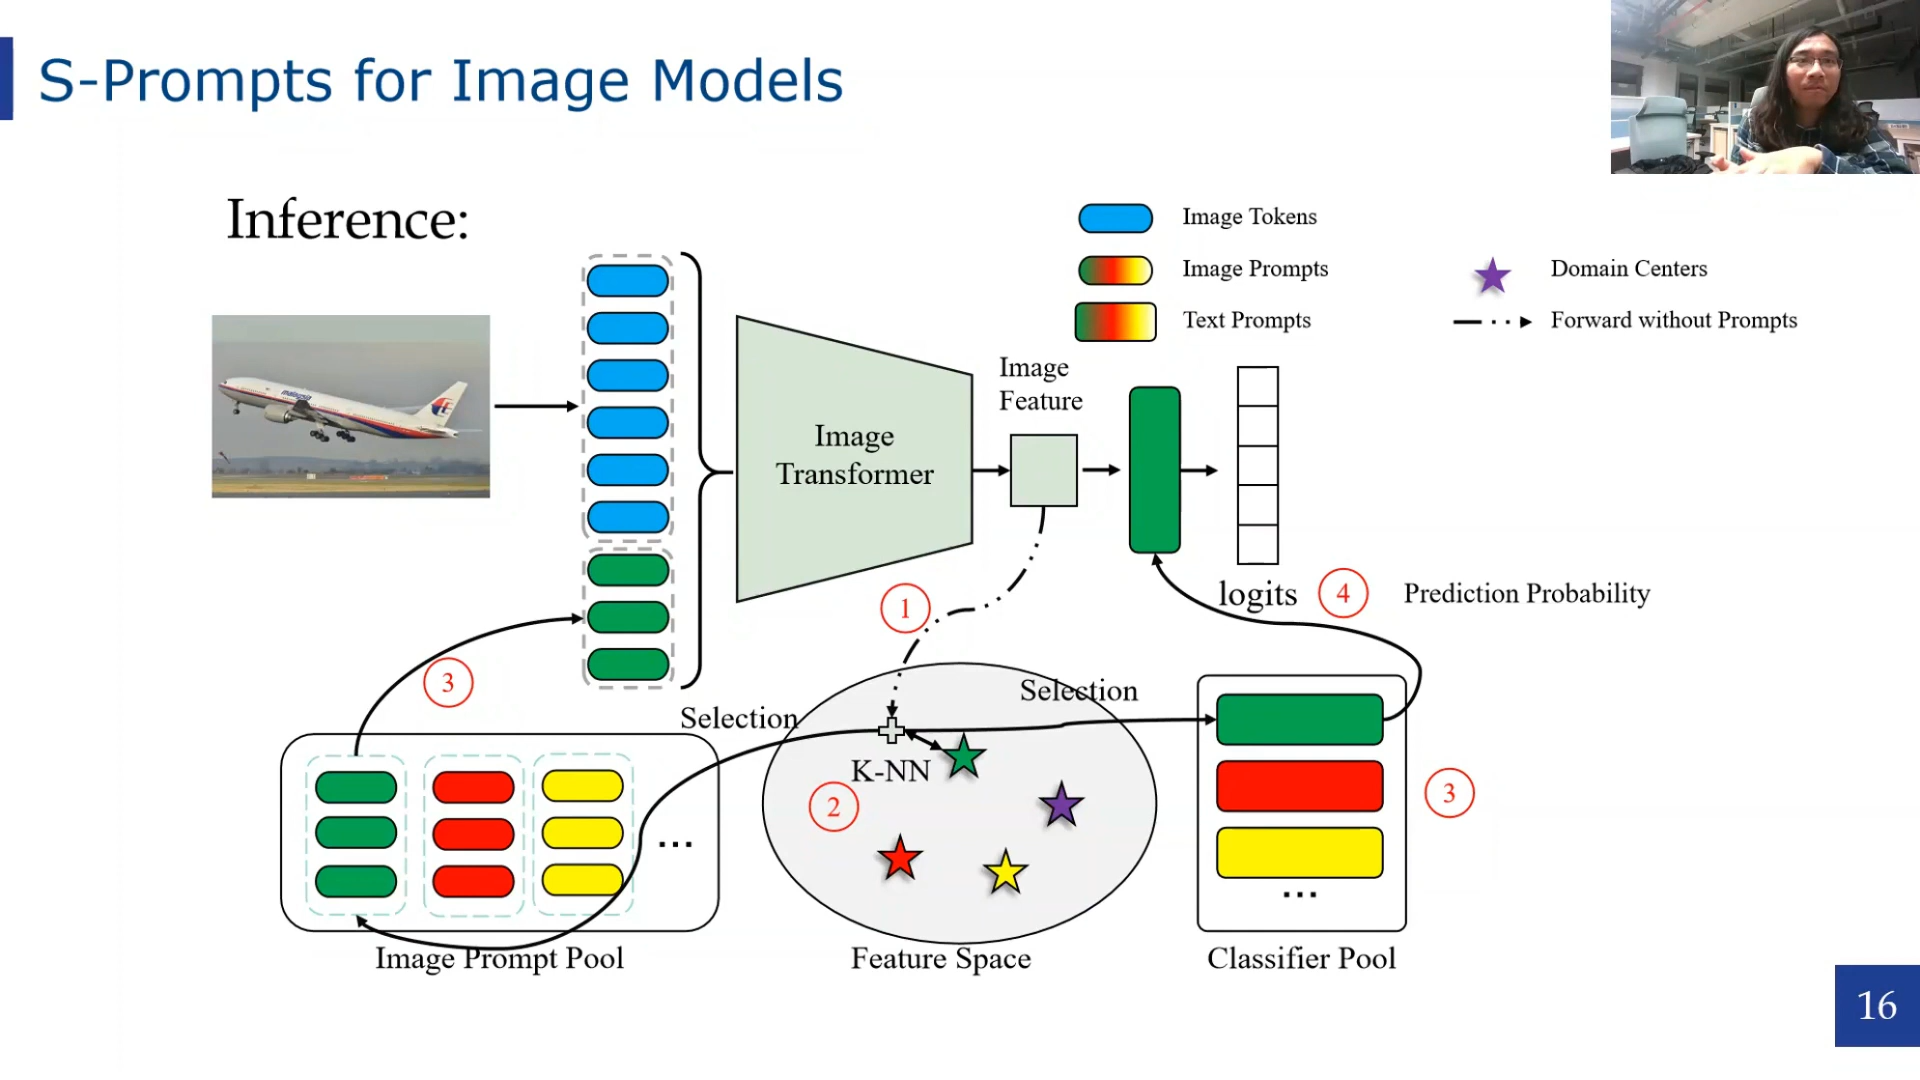 S-Prompts for Image Models
Inference:
Image Tokens
Image Prompts
Domain Centers
Text Prompts
Forward without Prompts
malaysia
Image
Feature
Image
Transformer
1
logits
4
Prediction Probability
3
Selection
Selection
K-NN
2
3
...
...
Image Prompt Pool
Feature Space
Classifier Pool
16